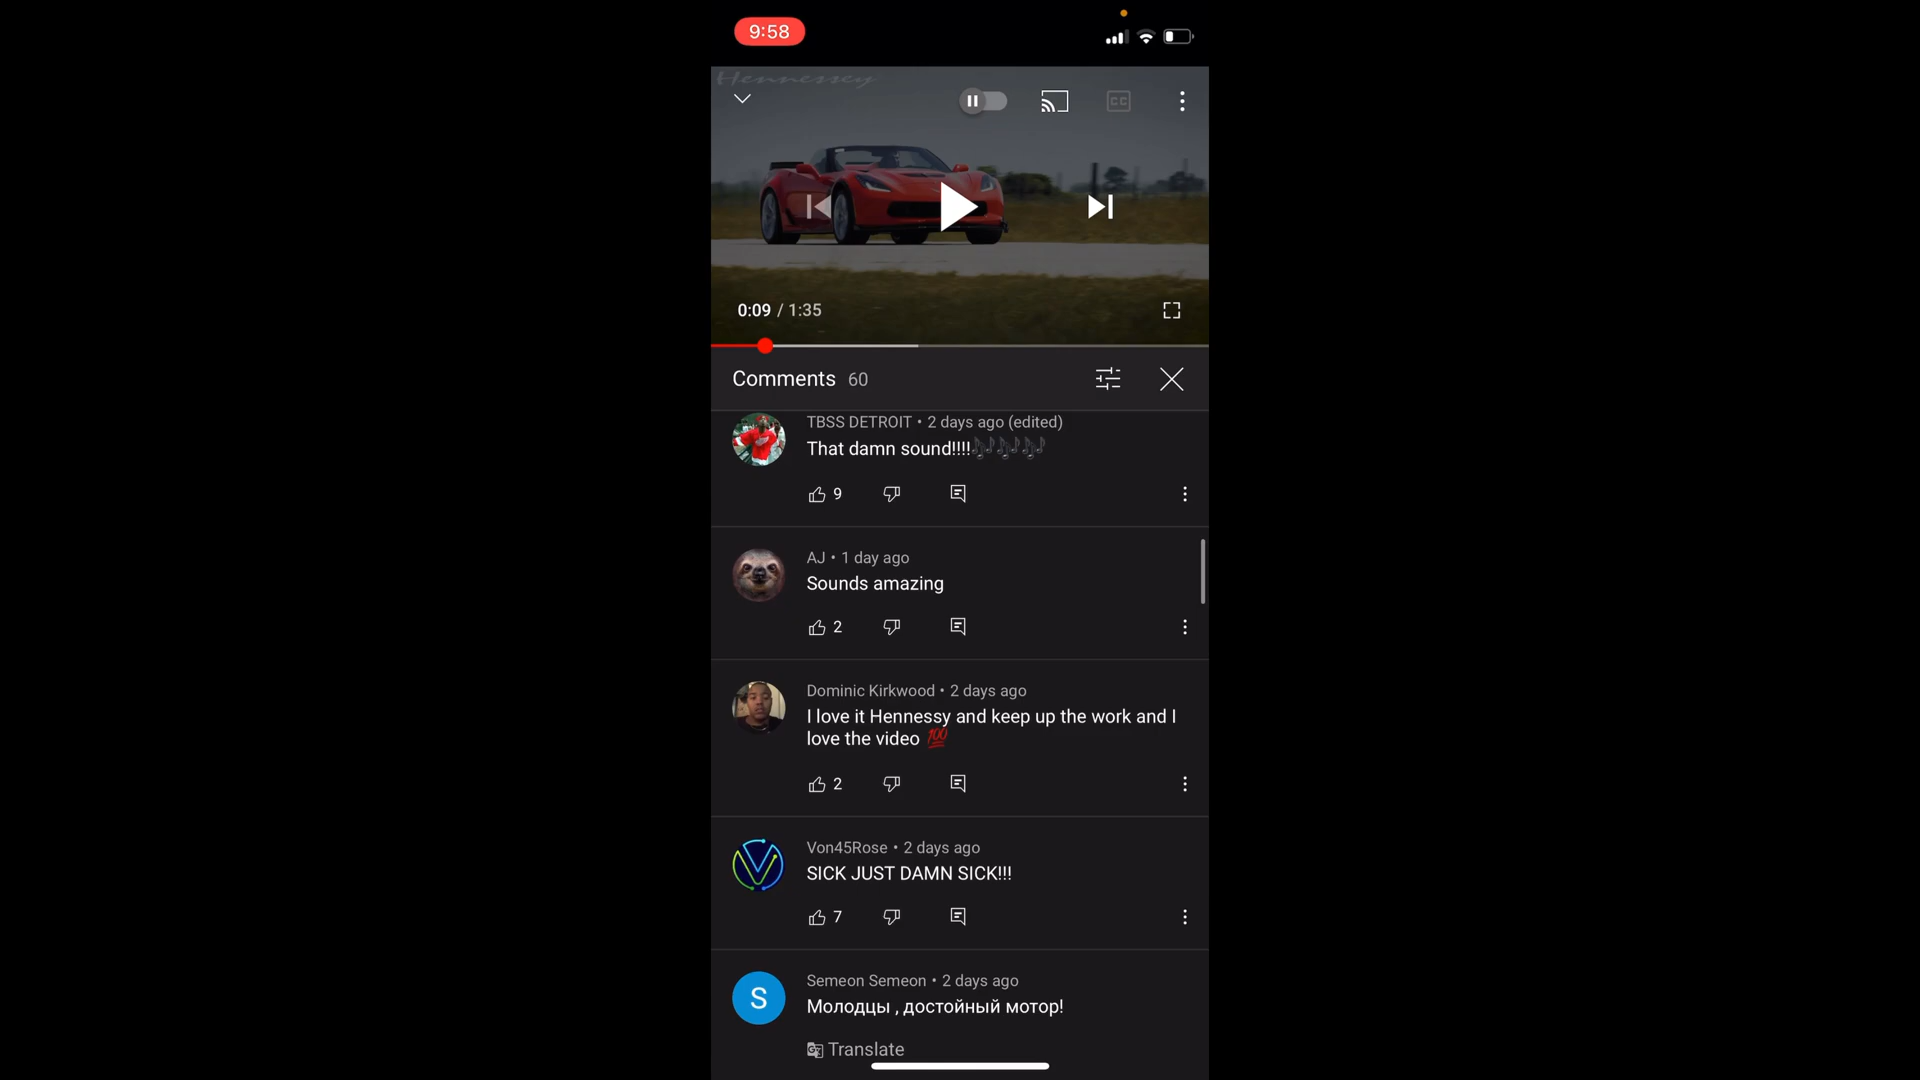 9:58
Hennessey
CC
0:09 / 1:35
Comments 60
TBSS DETROIT • 2 days ago (edited)
That damn sound!!!!🎶🎶🎶
9
AJ • 1 day ago
Sounds amazing
2
Dominic Kirkwood • 2 days ago
I love it Hennessy and keep up the work and I
love the video 💯
2
Von45Rose • 2 days ago
SICK JUST DAMN SICK!!!
7
S
Semeon Semeon • 2 days ago
Молодцы , достойный мотор!
Translate